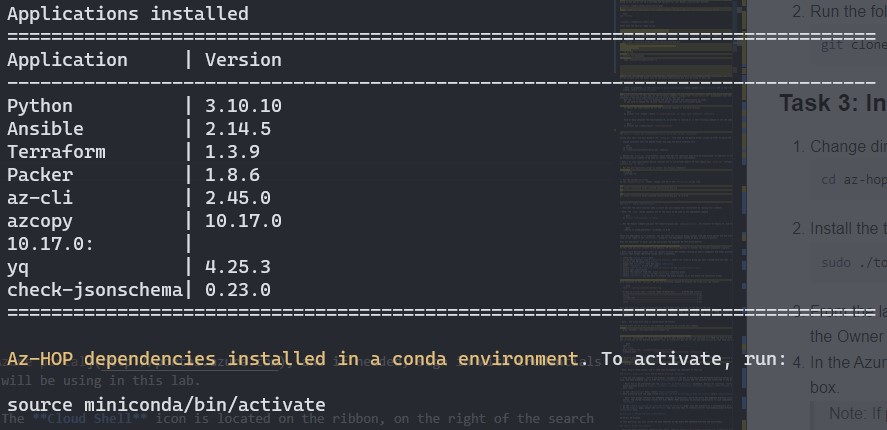 Applications installed
================================================================================
Application | Version
--------------------------------------------------------------------------------
Python | 3.10.10
Ansible | 2.14.5
Terraform | 1.3.9
Packer | 1.8.6
az-cli | 2.45.0
azcopy | 10.17.0
10.17.0: |
yq | 4.25.3
check-jsonschema| 0.23.0
================================================================================
Az-HOP dependencies installed in a conda environment. To activate, run:
will be using in this lab.
source miniconda/bin/activate
The **Cloud Shell** icon is located on the ribbon, on the right of the search
2. Run the fol
git clone
Task 3: In
1. Change dir
cd az-hop
2. Install the t
sudo ./to
the Owner
4. In the Azur
box.
Note: If